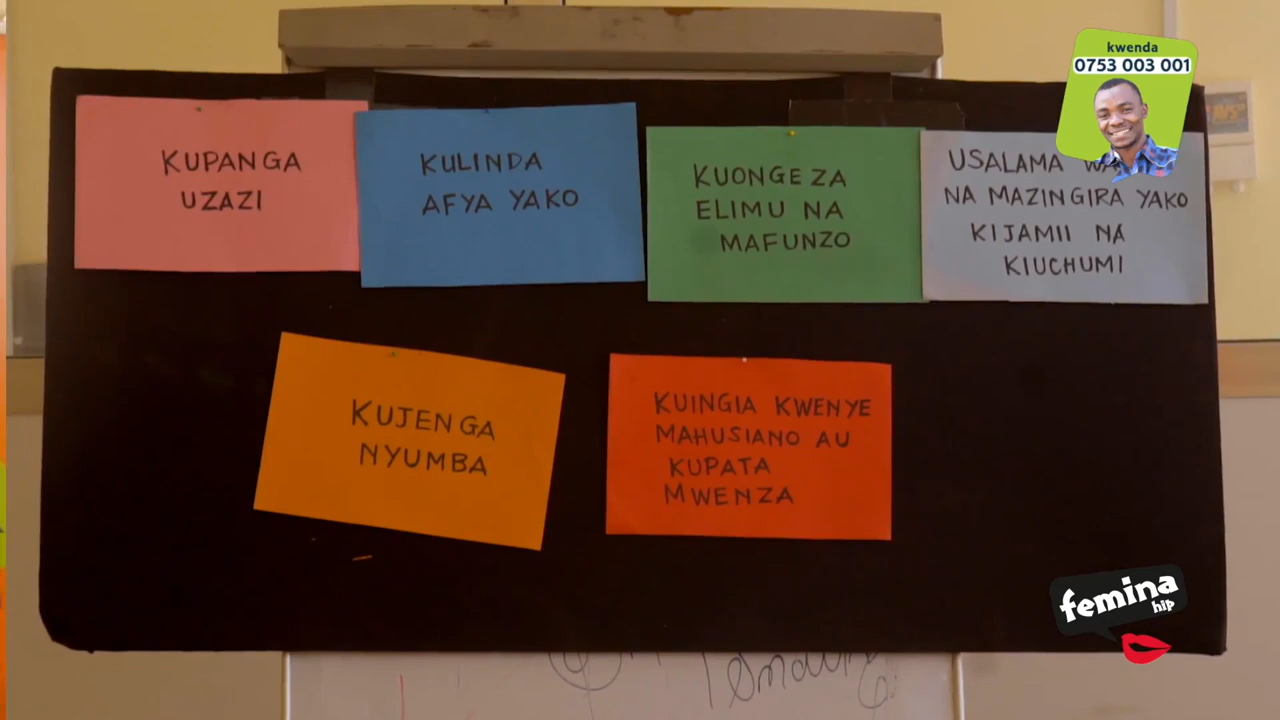 kwenda
0753 003 001
KUPANGA
UZAZI
KULINDA
AFYA YAKO
KUONGEZA
ELIMU NA
MAFUNZO
USALAMA
NA MAZINGIRA YAKO
KIJAMII NA
KIUCHUMI
KUJENGA
NYUMBA
KUINGIA KWENYE
MAHUSIANO AU
KUPATA
MWENZA
femina
hip